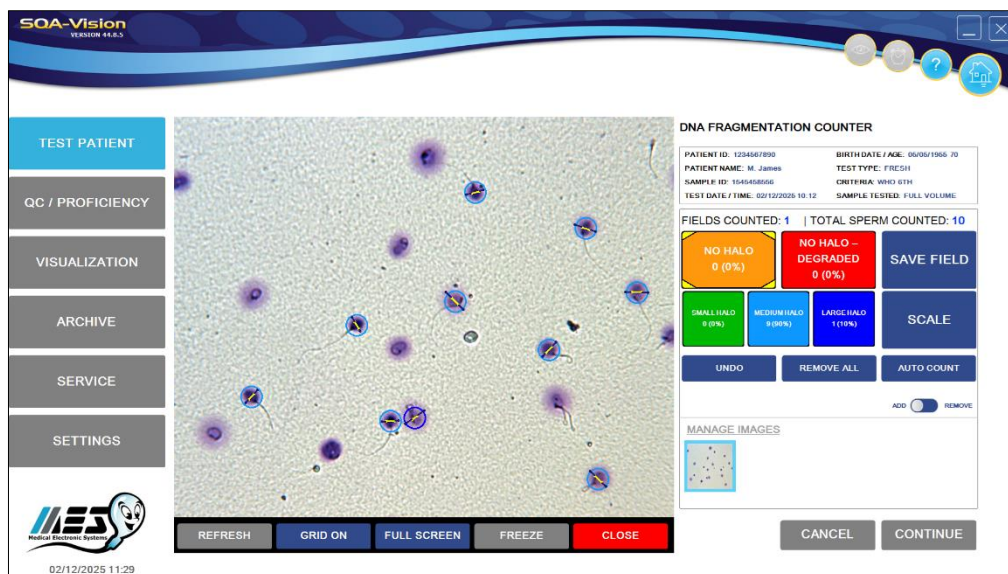 SQA-Vision
VERSION 44.8.5
?
TEST PATIENT
QC / PROFICIENCY
VISUALIZATION
ARCHIVE
SERVICE
SETTINGS
MES
Medical Electronic Systems
02/12/2025 11:29
REFRESH
GRID ON
FULL SCREEN
FREEZE
CLOSE
DNA FRAGMENTATION COUNTER
PATIENT ID: 1234567890 BIRTH DATE / AGE: 05/05/1955 70
PATIENT NAME: M. James TEST TYPE: FRESH
SAMPLE ID: 1545458556 CRITERIA: WHO 6TH
TEST DATE / TIME: 02/12/2025 10:12 SAMPLE TESTED: FULL VOLUME
FIELDS COUNTED: 1 | TOTAL SPERM COUNTED: 10
NO HALO
0 (0%)
NO HALO –
DEGRADED
0 (0%)
SAVE FIELD
SMALL HALO
0 (0%)
MEDIUM HALO
9 (90%)
LARGE HALO
1 (10%)
SCALE
UNDO
REMOVE ALL
AUTO COUNT
ADD REMOVE
MANAGE IMAGES
CANCEL
CONTINUE